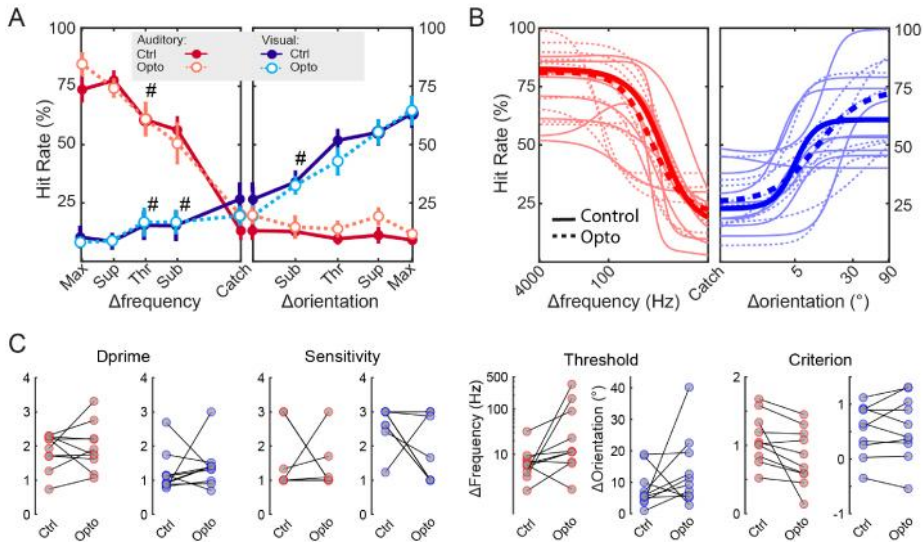 A
Auditory:
Ctrl
Opto
Visual:
Ctrl
Opto
Hit Rate (%)
100
75
50
25
100
75
50
25
#
#
#
#
Max
Sup
Thr
Sub
Catch
Sub
Thr
Sup
Max
Δfrequency
Δorientation
B
Hit Rate (%)
100
75
50
25
100
75
50
25
Control
Opto
4000
100
Catch
5
30
90
Δfrequency (Hz)
Δorientation (°)
C
Dprime
4
3
2
1
0
Ctrl
Opto
4
3
2
1
0
Ctrl
Opto
Sensitivity
4
3
2
1
0
Ctrl
Opto
4
3
2
1
0
Ctrl
Opto
Threshold
ΔFrequency (Hz)
500
100
10
Ctrl
Opto
ΔOrientation (°)
40
30
20
10
0
Ctrl
Opto
Criterion
2
1
0
Ctrl
Opto
1
0
-1
Ctrl
Opto